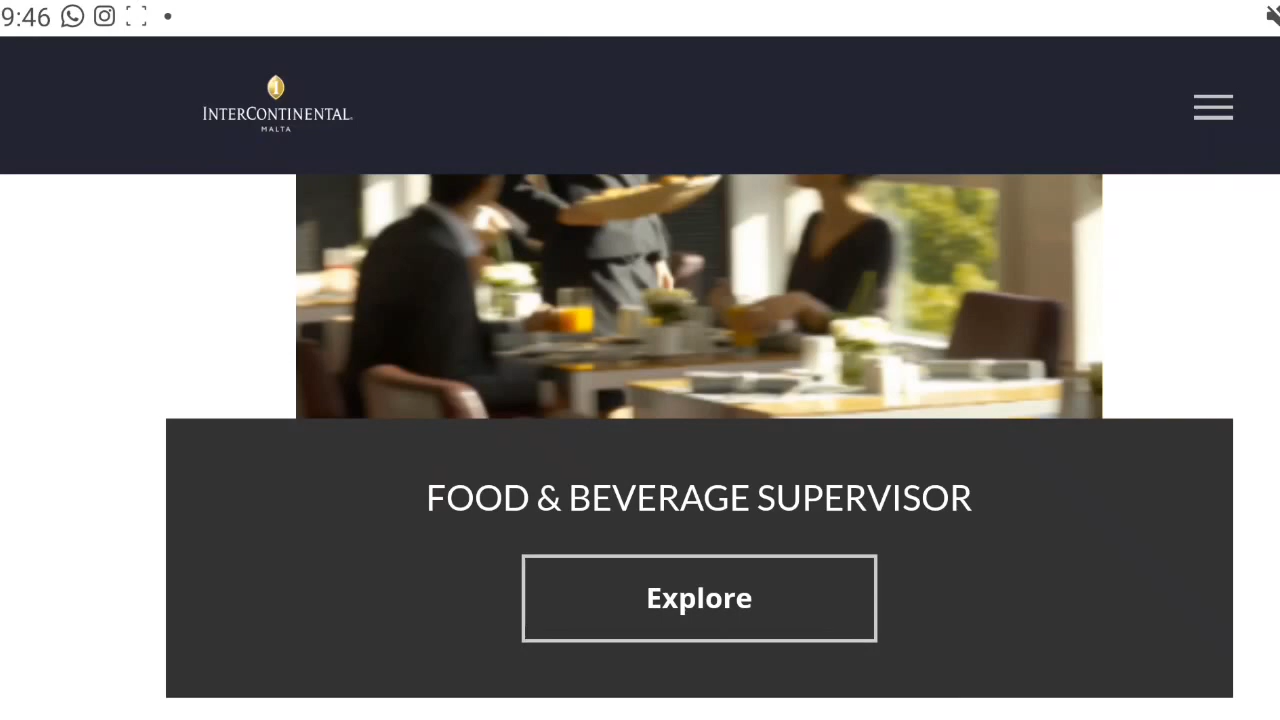 9:46
INTERCONTINENTAL
MALTA
FOOD & BEVERAGE SUPERVISOR
Explore